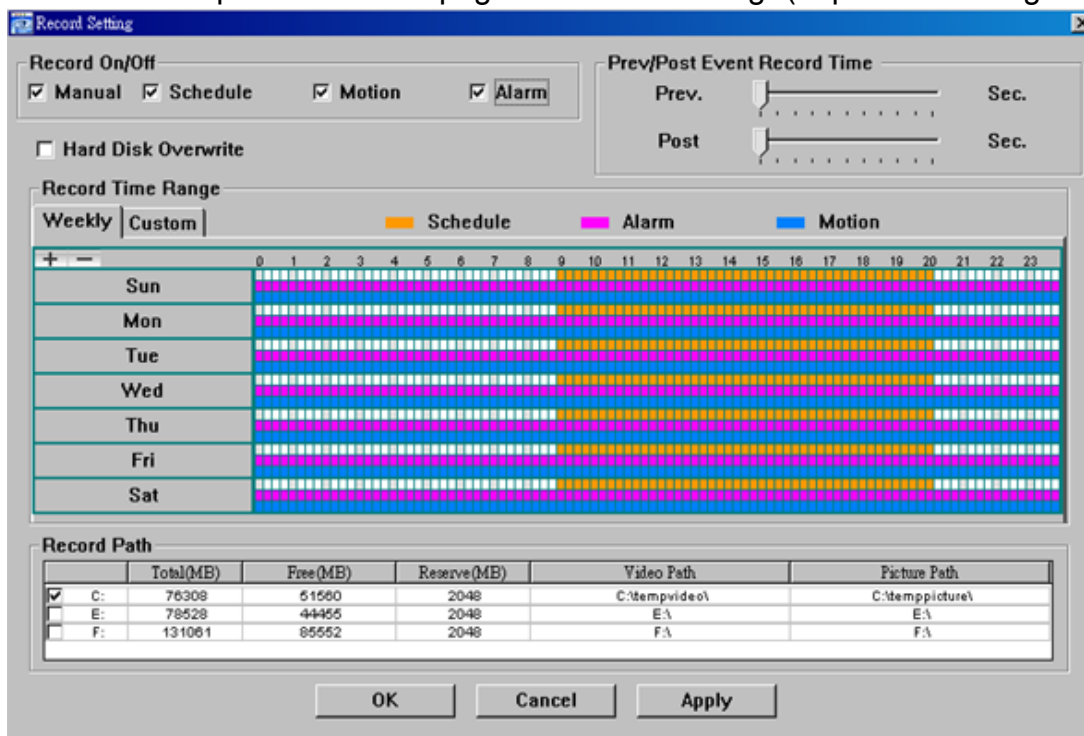 Record Setting
Record On/Off
Manual Schedule Motion Alarm
Hard Disk Overwrite
Prev/Post Event Record Time
Prev. Sec.
Post Sec.
Record Time Range
Weekly Custom Schedule Alarm Motion
+ − 0 1 2 3 4 5 6 7 8 9 10 11 12 13 14 15 16 17 18 19 20 21 22 23
Sun
Mon
Tue
Wed
Thu
Fri
Sat
Record Path
Total(MB) Free(MB) Reserve(MB) Video Path Picture Path
C: 76308 51560 2048 C:\tempvideo\ C:\temppicture\
E: 78528 44455 2048 E:\ E:\
F: 131061 85552 2048 F:\ F:\
OK Cancel Apply